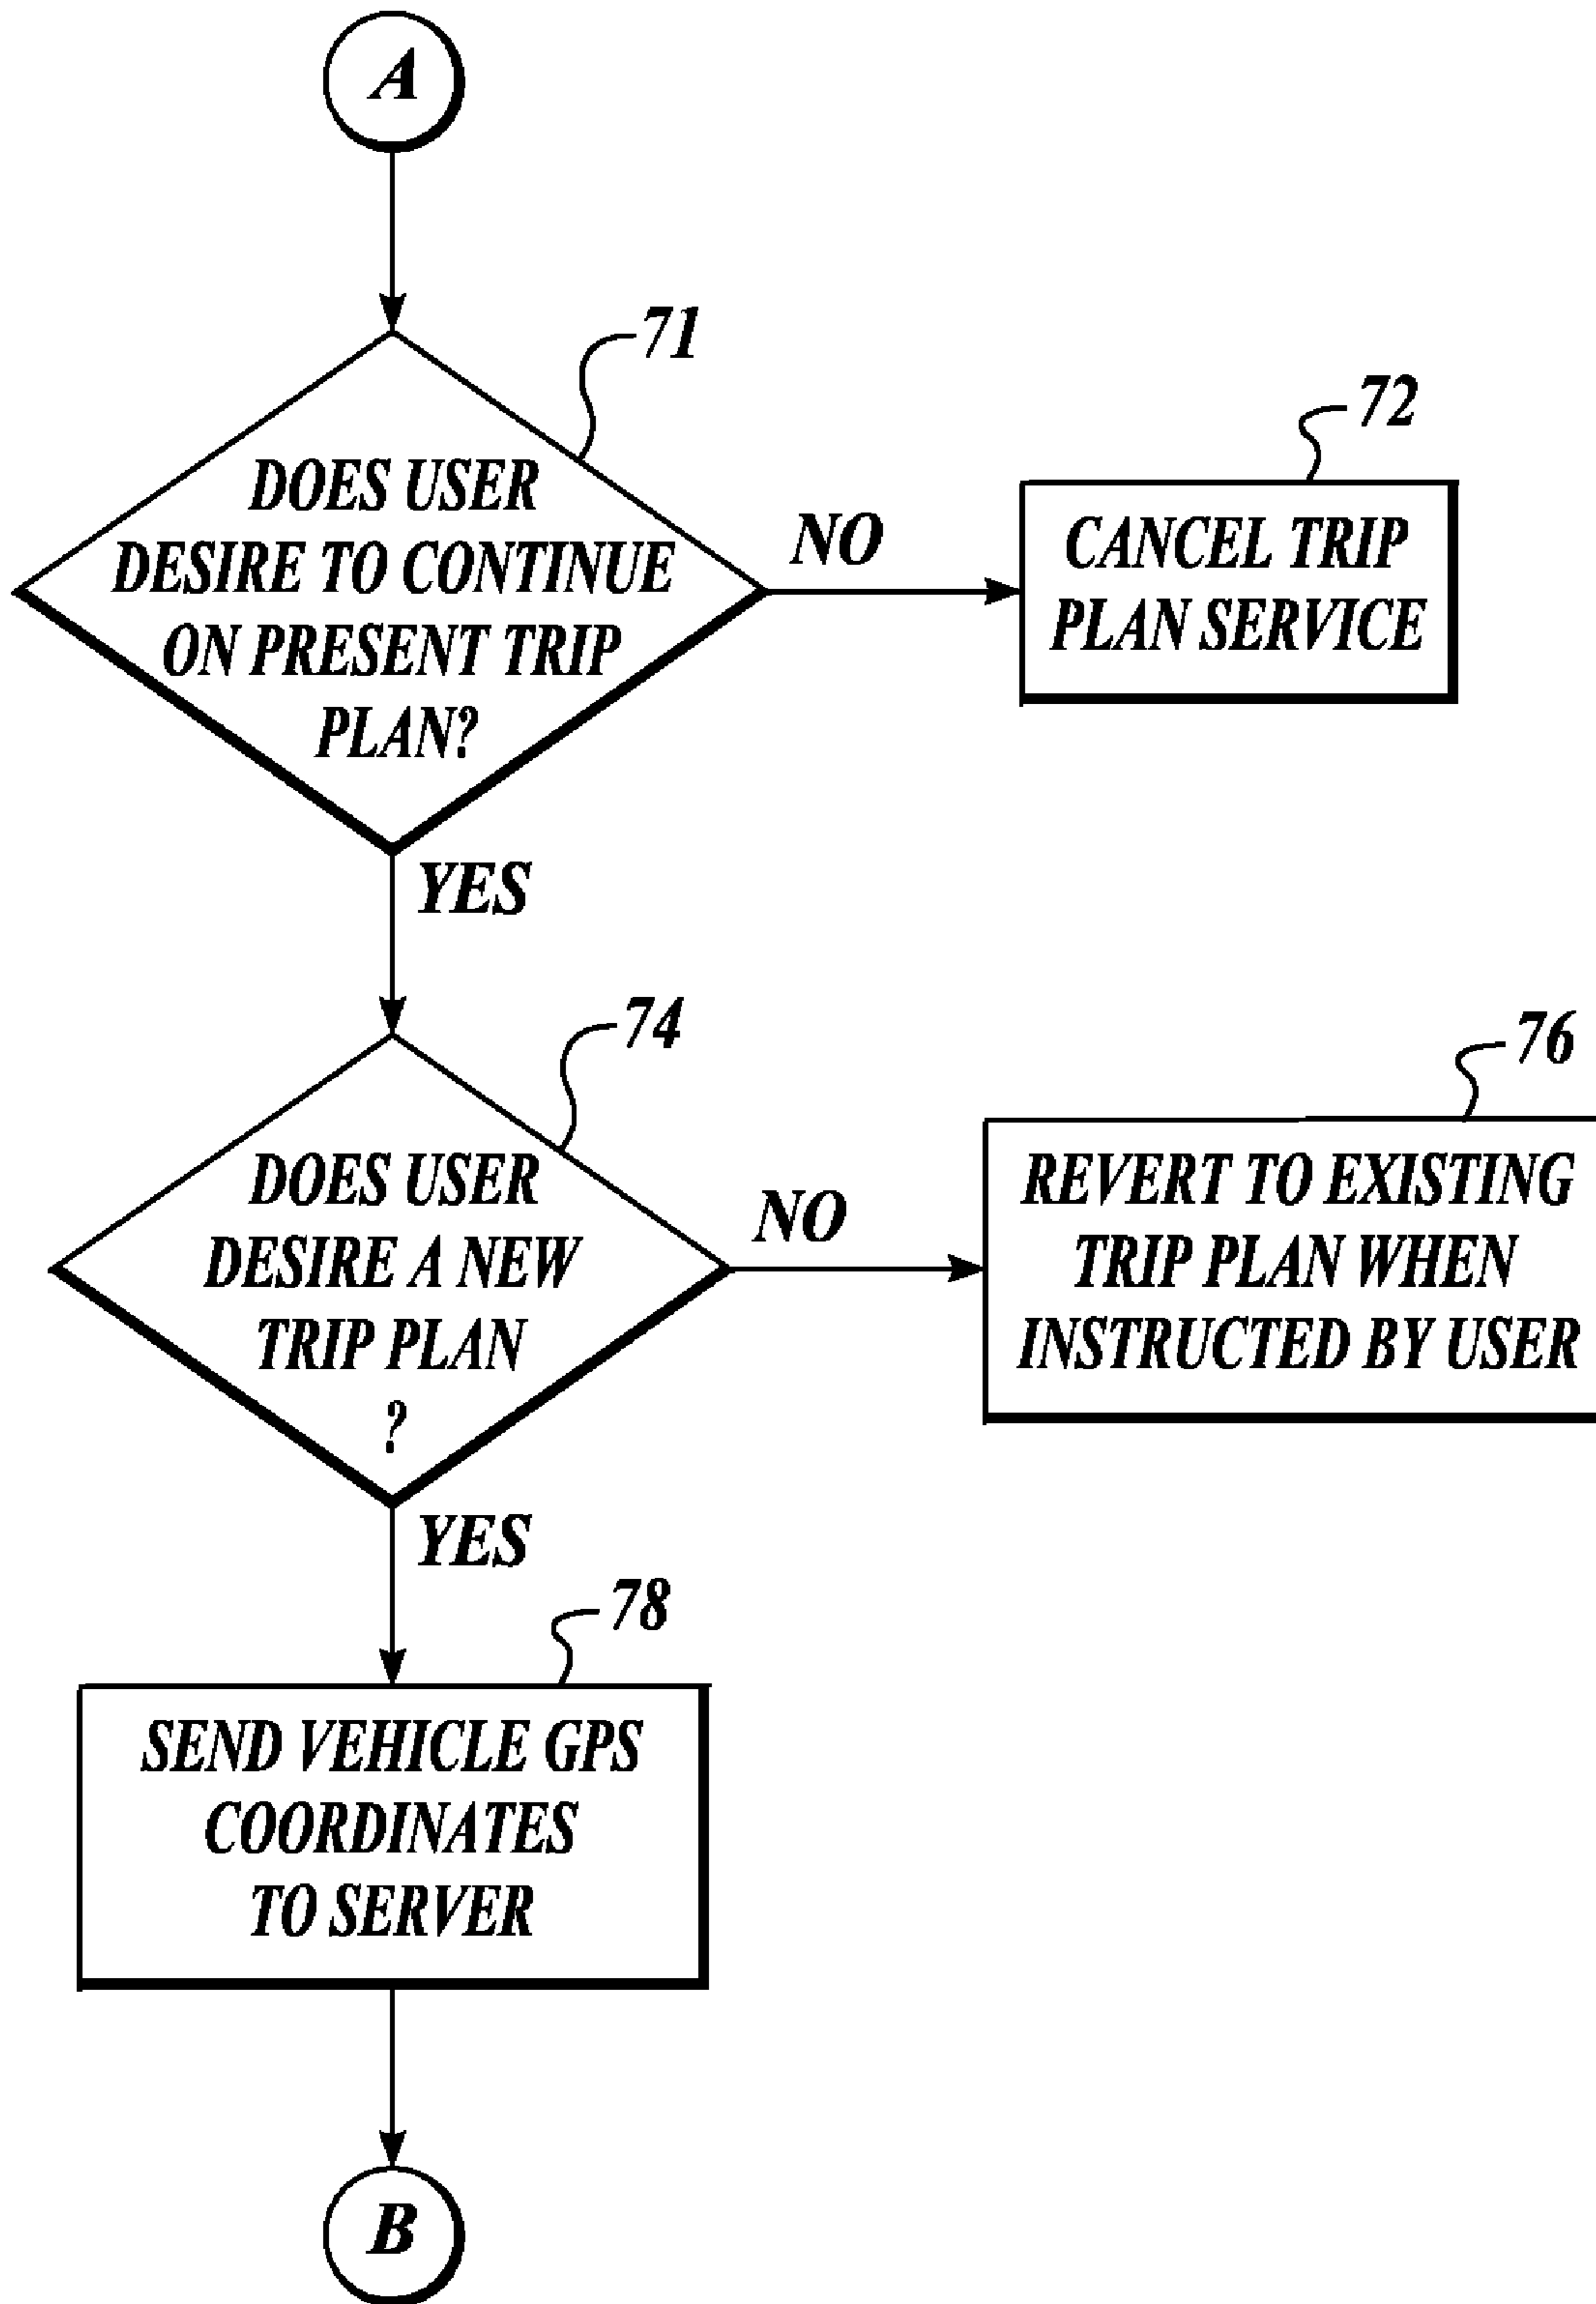 A
71
DOES USER
DESIRE TO CONTINUE
ON PRESENT TRIP
PLAN?
NO
72
CANCEL TRIP
PLAN SERVICE
YES
74
DOES USER
DESIRE A NEW
TRIP PLAN
?
NO
76
REVERT TO EXISTING
TRIP PLAN WHEN
INSTRUCTED BY USER
YES
78
SEND VEHICLE GPS
COORDINATES
TO SERVER
B